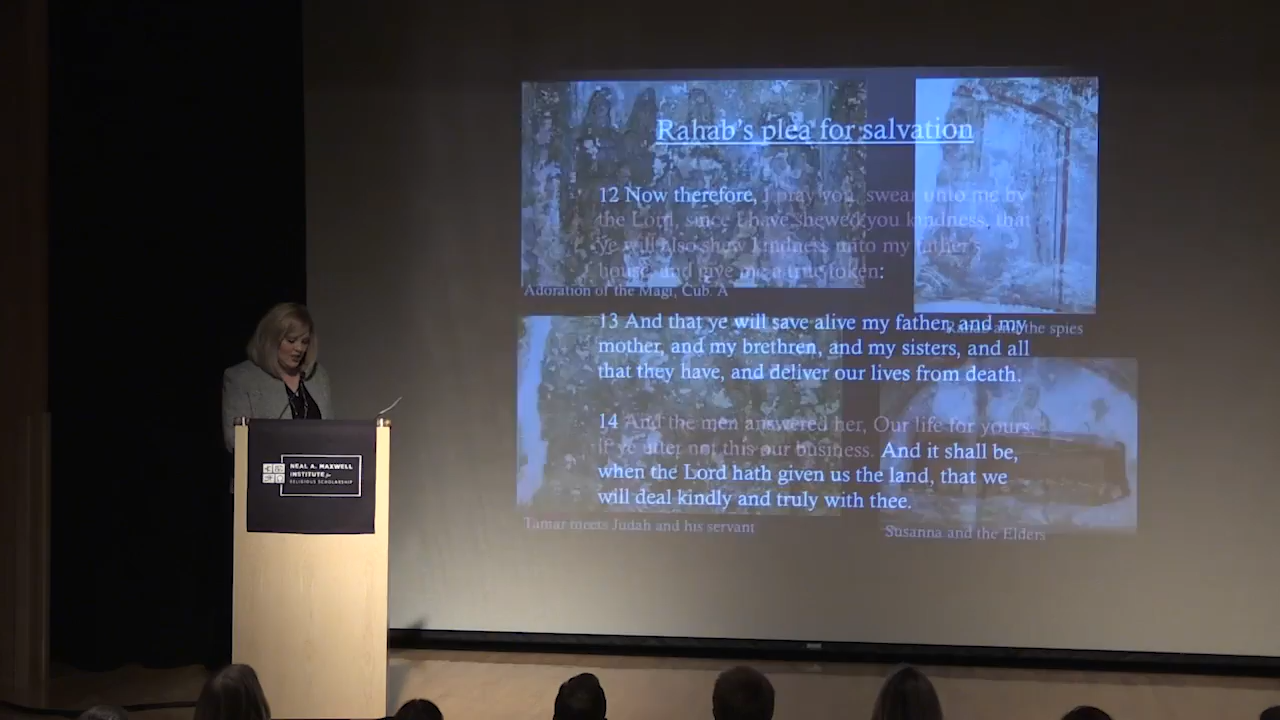 Rahab's plea for salvation
12 Now therefore, I pray you, swear unto me by
the Lord, since I have shewed you kindness, that
ye will also shew kindness unto my father's
house, and give me a true token:
Adoration of the Magi, Cub. A
13 And that ye will save alive my father, and my
the spies
mother, and my brethren, and my sisters, and all
that they have, and deliver our lives from death.
14 And the men answered her, Our life for yours,
if ye utter not this our business. And it shall be,
when the Lord hath given us the land, that we
will deal kindly and truly with thee.
Tamar meets Judah and his servant
Susanna and the Elders
NEAL A. MAXWELL
INSTITUTE for
RELIGIOUS SCHOLARSHIP